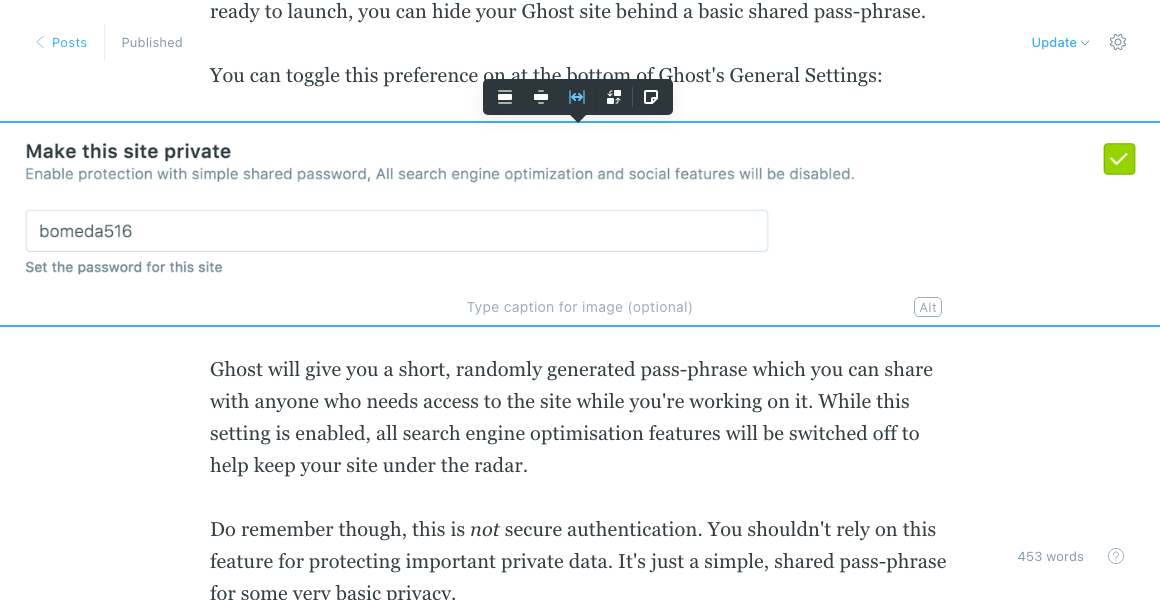 ready to launch, you can hide your Ghost site behind a basic shared pass-phrase.
Posts
Published
Update
You can toggle this preference on at the bottom of Ghost's General Settings:
Make this site private
Enable protection with simple shared password, All search engine optimization and social features will be disabled.
bomeda516
Set the password for this site
Type caption for image (optional)
Alt
Ghost will give you a short, randomly generated pass-phrase which you can share
with anyone who needs access to the site while you're working on it. While this
setting is enabled, all search engine optimisation features will be switched off to
help keep your site under the radar.
Do remember though, this is not secure authentication. You shouldn't rely on this
feature for protecting important private data. It's just a simple, shared pass-phrase
for some very basic privacy.
453 words
?